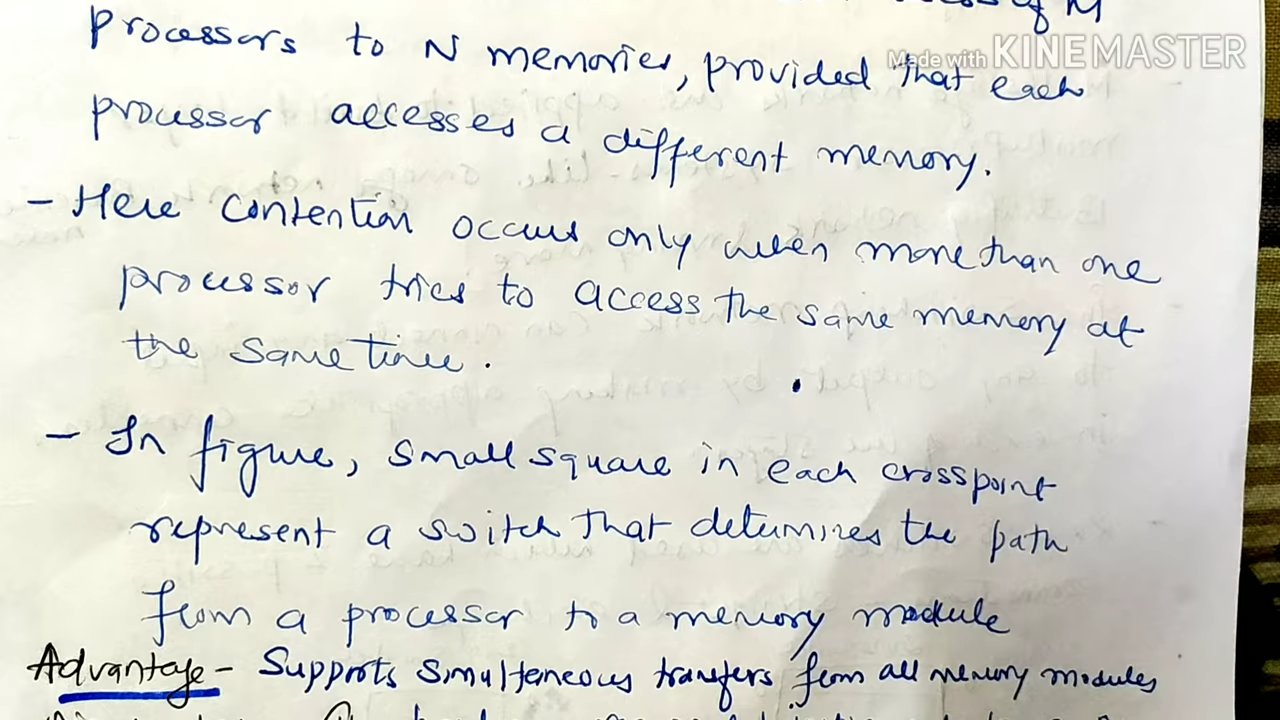 of M
Made with KINEMASTER
processors to N memories, provided that each
processor accesses a different memory.
- Here contention occurs only when more than one
processor tries to access the same memory at
the same time.
- In figure, small square in each crosspoint
represent a switch that determines the path
from a processor to a memory module
Advantage - Supports simultaneous transfers from all memory modules